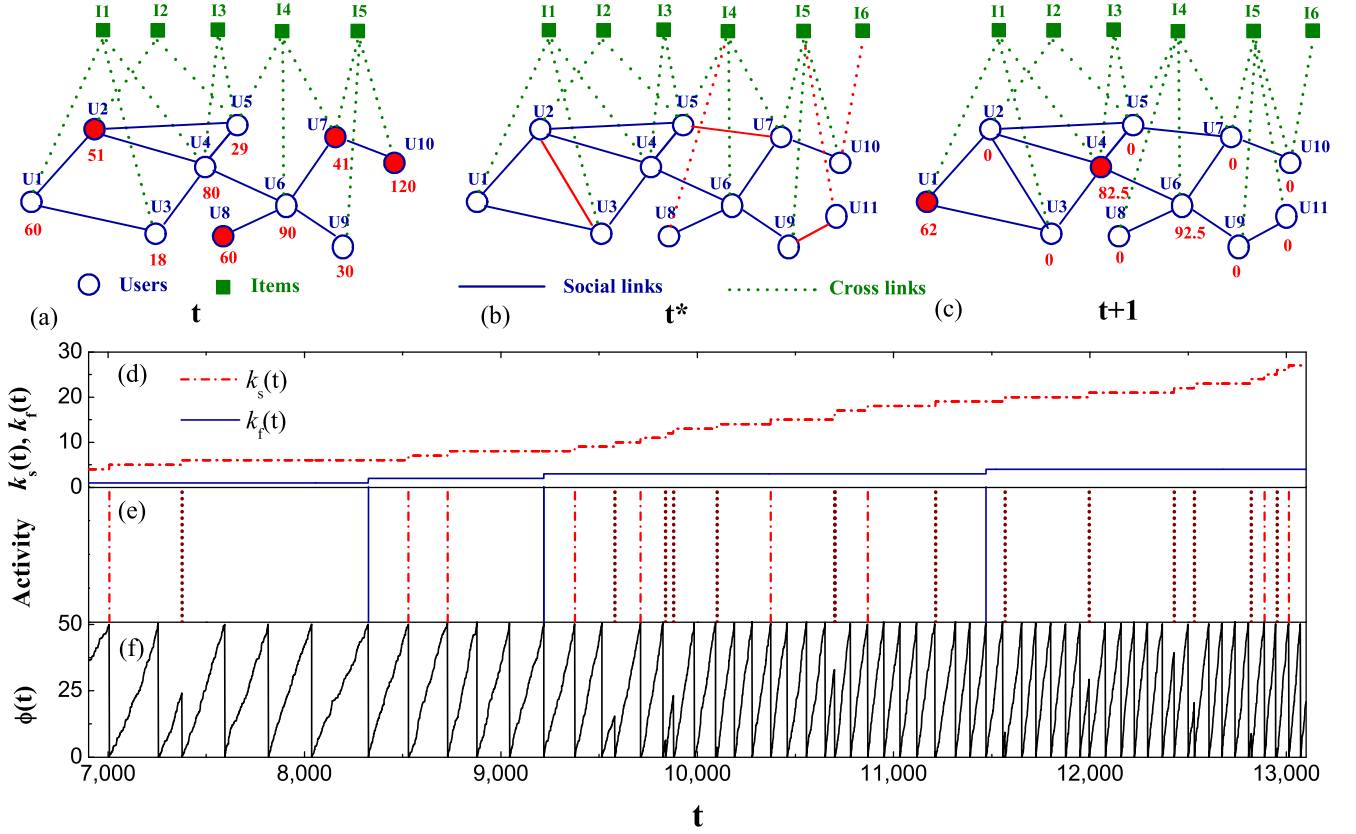 I1 I2 I3 I4 I5 I1 I2 I3 I4 I5 I6 I1 I2 I3 I4 I5 I6
U2 U5 U7 U4 U10 U1 U6 U3 U8 U9
51 29 41 80 120 60 18 60 90 30
U2 U5 U7 U4 U10 U1 U6 U3 U8 U9 U11
U2 U5 U7 U4 U10 U1 U6 U3 U8 U9 U11
0 0 0 82.5 0 62 92.5 0 0 0 0
Users Items Social links Cross links
(a) t (b) t* (c) t+1
30
20
10
0
k_s(t), k_f(t)
(d)
k_s(t)
k_f(t)
Activity
(e)
50
25
0
ϕ(t)
(f)
7,000 8,000 9,000 10,000 11,000 12,000 13,000
t